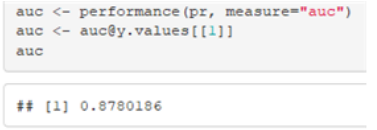 auc <- performance(pr, measure="auc")
auc <- auc@y.values[[1]]
auc
## [1] 0.8780186